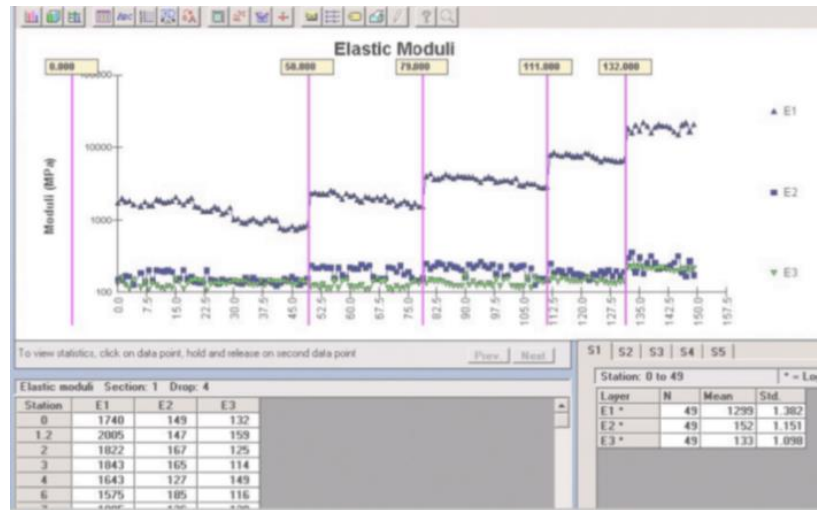 ABC
?
Elastic Moduli
0.000 50.000 79.000 111.000 132.000
100000
10000
1000
100
Moduli (MPa)
E1
E2
E3
0.0 7.5 15.0 22.5 30.0 37.5 45.0 52.5 60.0 67.5 75.0 82.5 90.0 97.5 105.0 112.5 120.0 127.5 135.0 142.5 150.0 157.5
To view statistics, click on data point, hold and release on second data point
Prev. Next
Elastic moduli Section: 1 Drop: 4
Station E1 E2 E3
0 1740 149 132
1.2 2005 147 159
2 1822 167 125
3 1843 165 114
4 1643 127 149
6 1575 185 116
S1 S2 S3 S4 S5
Station: 0 to 49 * = Lo
Layer N Mean Std.
E1 * 49 1299 1.382
E2 * 49 152 1.151
E3 * 49 133 1.098